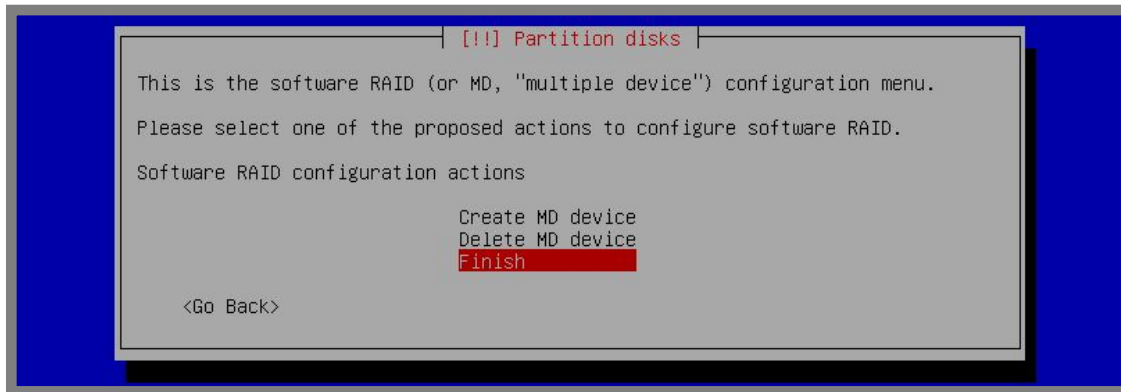 [!!] Partition disks
This is the software RAID (or MD, "multiple device") configuration menu.
Please select one of the proposed actions to configure software RAID.
Software RAID configuration actions
Create MD device
Delete MD device
Finish
<Go Back>